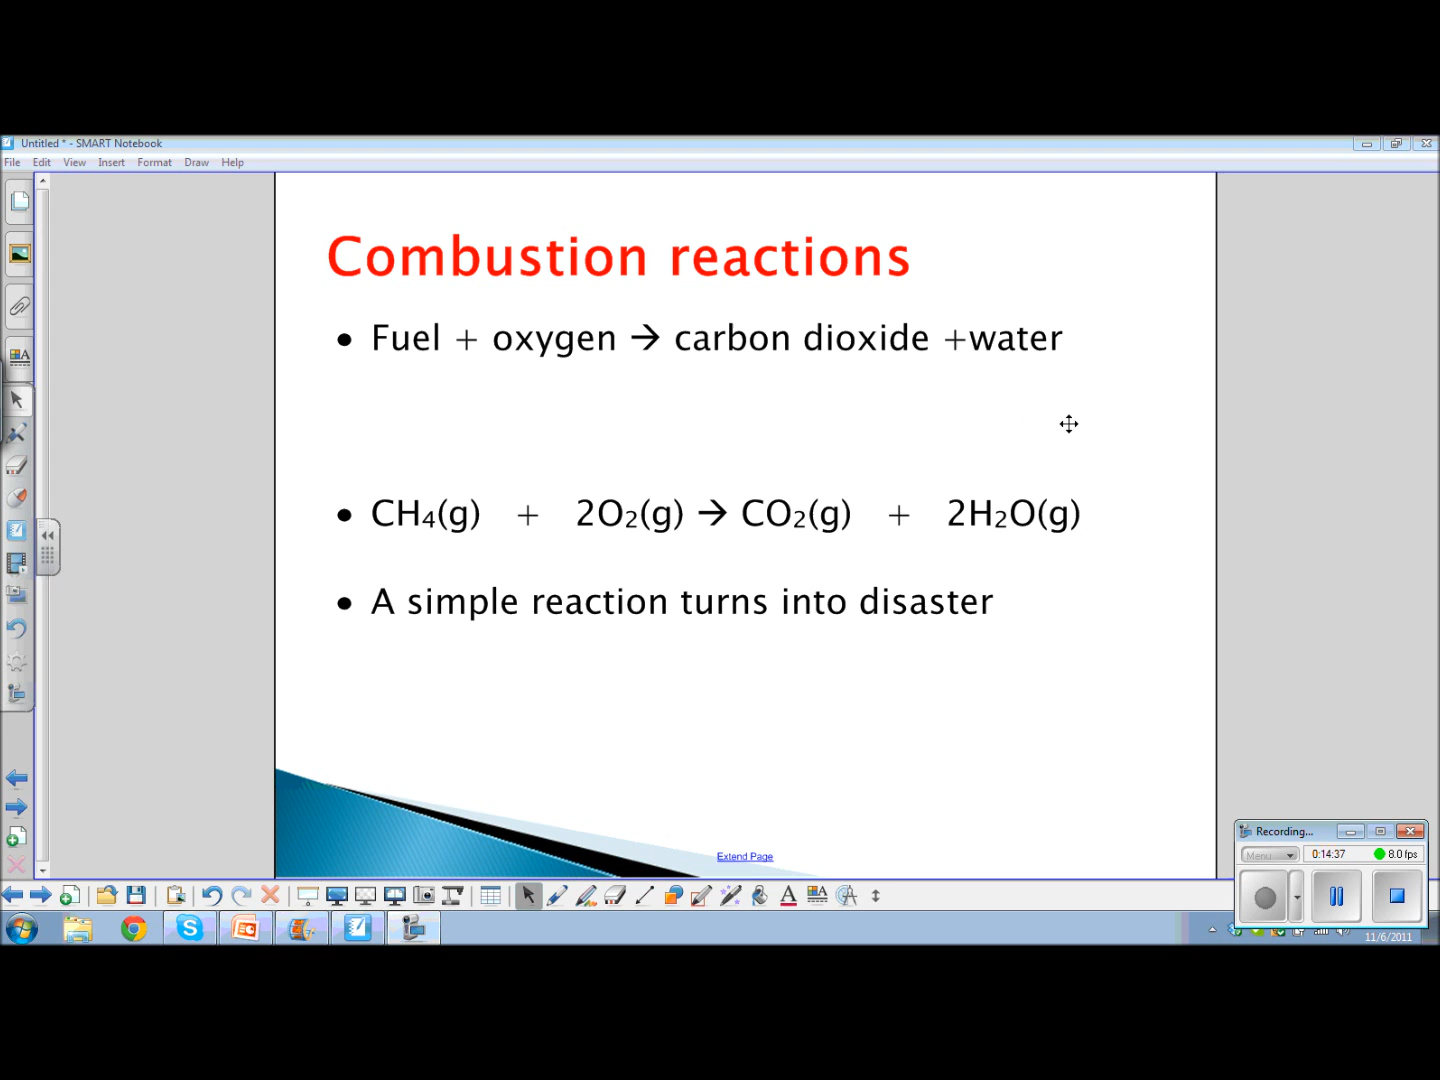 Untitled * - SMART Notebook
File Edit View Insert Format Draw Help
Combustion reactions
• Fuel + oxygen → carbon dioxide +water
• CH₄(g) + 2O₂(g) → CO₂(g) + 2H₂O(g)
• A simple reaction turns into disaster
Extend Page
Recording...
Menu 0:14:37 8.0 fps
11/6/2011